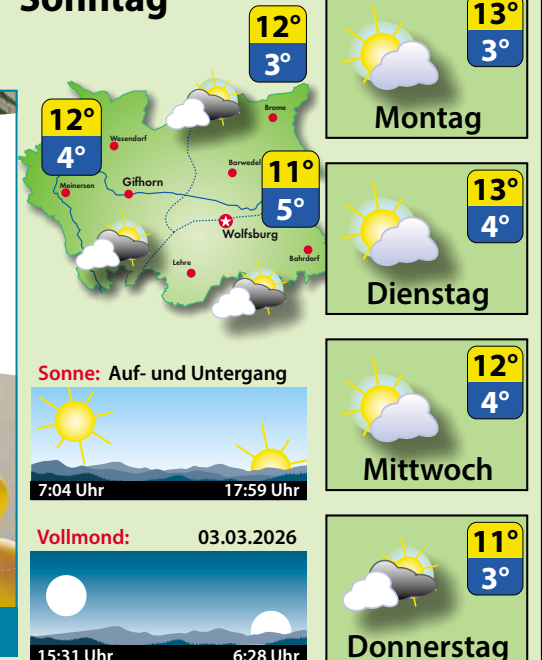 Sonntag
12°
3°
12°
4°
11°
5°
Brome
Wesendorf
Barwedel
Meinersen
Gifhorn
Wolfsburg
Lehre
Bahrdorf
Sonne: Auf- und Untergang
7:04 Uhr 17:59 Uhr
Vollmond: 03.03.2026
15:31 Uhr 6:28 Uhr
13°
3°
Montag
13°
4°
Dienstag
12°
4°
Mittwoch
11°
3°
Donnerstag